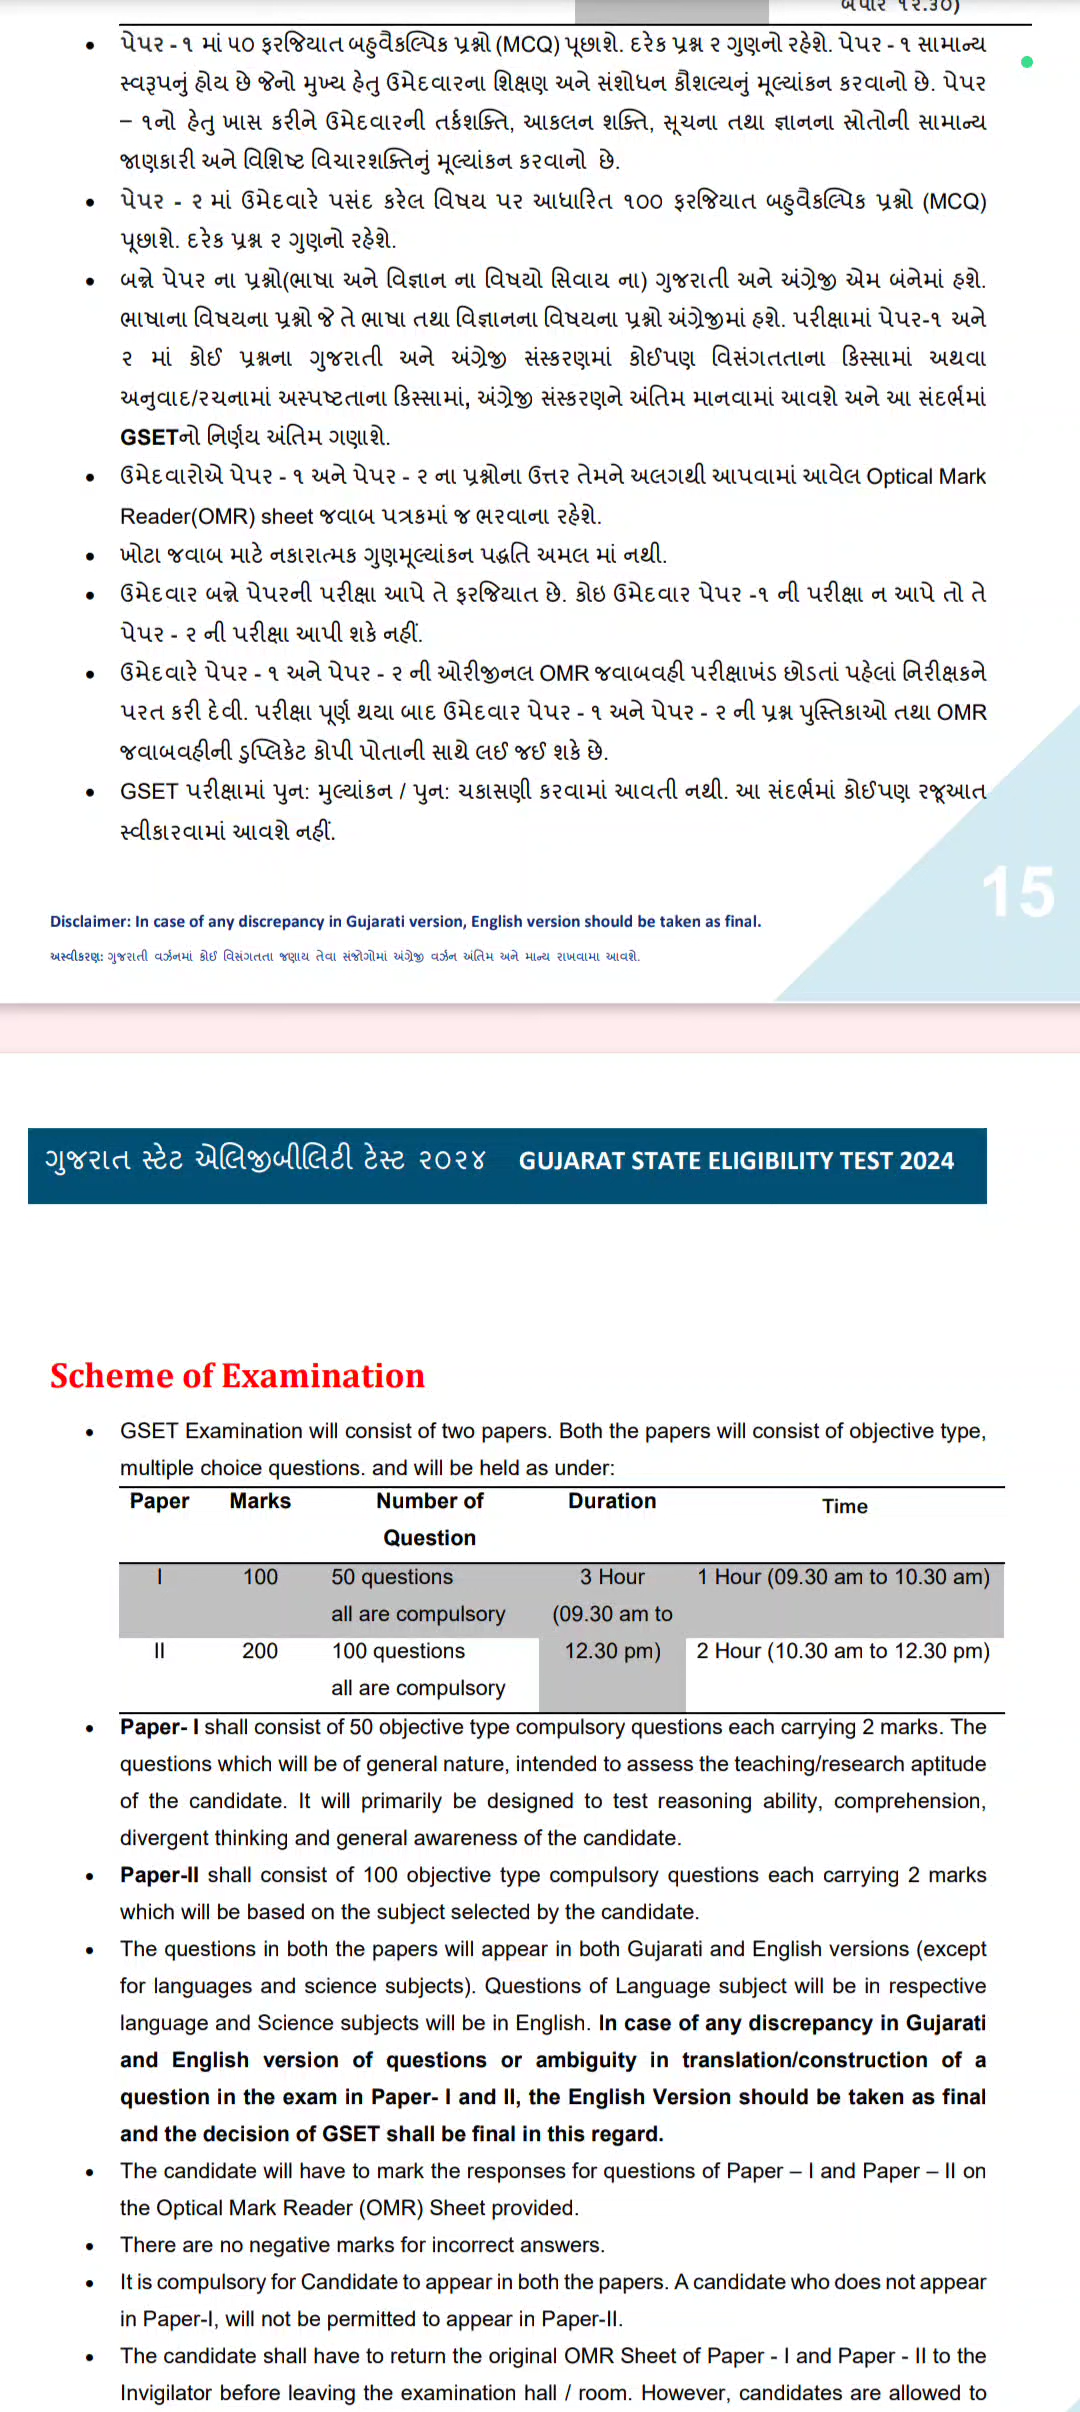 બપોરે ૧૨.૩૦)
• પેપર - ૧ માં ૫૦ ફરજિયાત બહુવૈકલ્પિક પ્રશ્નો (MCQ) પૂછાશે. દરેક પ્રશ્ન ૨ ગુણનો રહેશે. પેપર - ૧ સામાન્ય
સ્વરૂપનું હોય છે જેનો મુખ્ય હેતુ ઉમેદવારના શિક્ષણ અને સંશોધન કૌશલ્યનું મૂલ્યાંકન કરવાનો છે. પેપર
– ૧નો હેતુ ખાસ કરીને ઉમેદવારની તર્કશક્તિ, આકલન શક્તિ, સૂચના તથા જ્ઞાનના સ્રોતોની સામાન્ય
જાણકારી અને વિશિષ્ટ વિચારશક્તિનું મૂલ્યાંકન કરવાનો છે.
• પેપર - ૨ માં ઉમેદવારે પસંદ કરેલ વિષય પર આધારિત ૧૦૦ ફરજિયાત બહુવૈકલ્પિક પ્રશ્નો (MCQ)
પૂછાશે. દરેક પ્રશ્ન ૨ ગુણનો રહેશે.
• બન્ને પેપર ના પ્રશ્નો(ભાષા અને વિજ્ઞાન ના વિષયો સિવાય ના) ગુજરાતી અને અંગ્રેજી એમ બંનેમાં હશે.
ભાષાના વિષયના પ્રશ્નો જે તે ભાષા તથા વિજ્ઞાનના વિષયના પ્રશ્નો અંગ્રેજીમાં હશે. પરીક્ષામાં પેપર-૧ અને
૨ માં કોઈ પ્રશ્નના ગુજરાતી અને અંગ્રેજી સંસ્કરણમાં કોઈપણ વિસંગતતાના કિસ્સામાં અથવા
અનુવાદ/રચનામાં અસ્પષ્ટતાના કિસ્સામાં, અંગ્રેજી સંસ્કરણને અંતિમ માનવામાં આવશે અને આ સંદર્ભમાં
GSETનો નિર્ણય અંતિમ ગણાશે.
• ઉમેદવારોએ પેપર - ૧ અને પેપર - ૨ ના પ્રશ્નોના ઉત્તર તેમને અલગથી આપવામાં આવેલ Optical Mark
Reader(OMR) sheet જવાબ પત્રકમાં જ ભરવાના રહેશે.
• ખોટા જવાબ માટે નકારાત્મક ગુણમૂલ્યાંકન પદ્ધતિ અમલ માં નથી.
• ઉમેદવાર બન્ને પેપરની પરીક્ષા આપે તે ફરજિયાત છે. કોઇ ઉમેદવાર પેપર -૧ ની પરીક્ષા ન આપે તો તે
પેપર - ૨ ની પરીક્ષા આપી શકે નહીં.
• ઉમેદવારે પેપર - ૧ અને પેપર - ૨ ની ઓરીજીનલ OMR જવાબવહી પરીક્ષાખંડ છોડતાં પહેલાં નિરીક્ષકને
પરત કરી દેવી. પરીક્ષા પૂર્ણ થયા બાદ ઉમેદવાર પેપર - ૧ અને પેપર - ૨ ની પ્રશ્ન પુસ્તિકાઓ તથા OMR
જવાબવહીની ડુપ્લિકેટ કોપી પોતાની સાથે લઈ જઈ શકે છે.
• GSET પરીક્ષામાં પુન: મુલ્યાંકન / પુન: ચકાસણી કરવામાં આવતી નથી. આ સંદર્ભમાં કોઈપણ રજૂઆત
સ્વીકારવામાં આવશે નહીં.
15
Disclaimer: In case of any discrepancy in Gujarati version, English version should be taken as final.
અસ્વીકરણ: ગુજરાતી વર્ઝનમાં કોઈ વિસંગતતા જણાય તેવા સંજોગોમાં અંગ્રેજી વર્ઝન અંતિમ અને માન્ય રાખવામા આવશે.
ગુજરાત સ્ટેટ એલિજીબીલિટી ટેસ્ટ ૨૦૨૪ GUJARAT STATE ELIGIBILITY TEST 2024
Scheme of Examination
• GSET Examination will consist of two papers. Both the papers will consist of objective type,
multiple choice questions. and will be held as under:
Paper Marks Number of Duration Time
Question
I 100 50 questions 3 Hour 1 Hour (09.30 am to 10.30 am)
all are compulsory (09.30 am to
II 200 100 questions 12.30 pm) 2 Hour (10.30 am to 12.30 pm)
all are compulsory
• Paper- I shall consist of 50 objective type compulsory questions each carrying 2 marks. The
questions which will be of general nature, intended to assess the teaching/research aptitude
of the candidate. It will primarily be designed to test reasoning ability, comprehension,
divergent thinking and general awareness of the candidate.
• Paper-II shall consist of 100 objective type compulsory questions each carrying 2 marks
which will be based on the subject selected by the candidate.
• The questions in both the papers will appear in both Gujarati and English versions (except
for languages and science subjects). Questions of Language subject will be in respective
language and Science subjects will be in English. In case of any discrepancy in Gujarati
and English version of questions or ambiguity in translation/construction of a
question in the exam in Paper- I and II, the English Version should be taken as final
and the decision of GSET shall be final in this regard.
• The candidate will have to mark the responses for questions of Paper – I and Paper – II on
the Optical Mark Reader (OMR) Sheet provided.
• There are no negative marks for incorrect answers.
• It is compulsory for Candidate to appear in both the papers. A candidate who does not appear
in Paper-I, will not be permitted to appear in Paper-II.
• The candidate shall have to return the original OMR Sheet of Paper - I and Paper - II to the
Invigilator before leaving the examination hall / room. However, candidates are allowed to